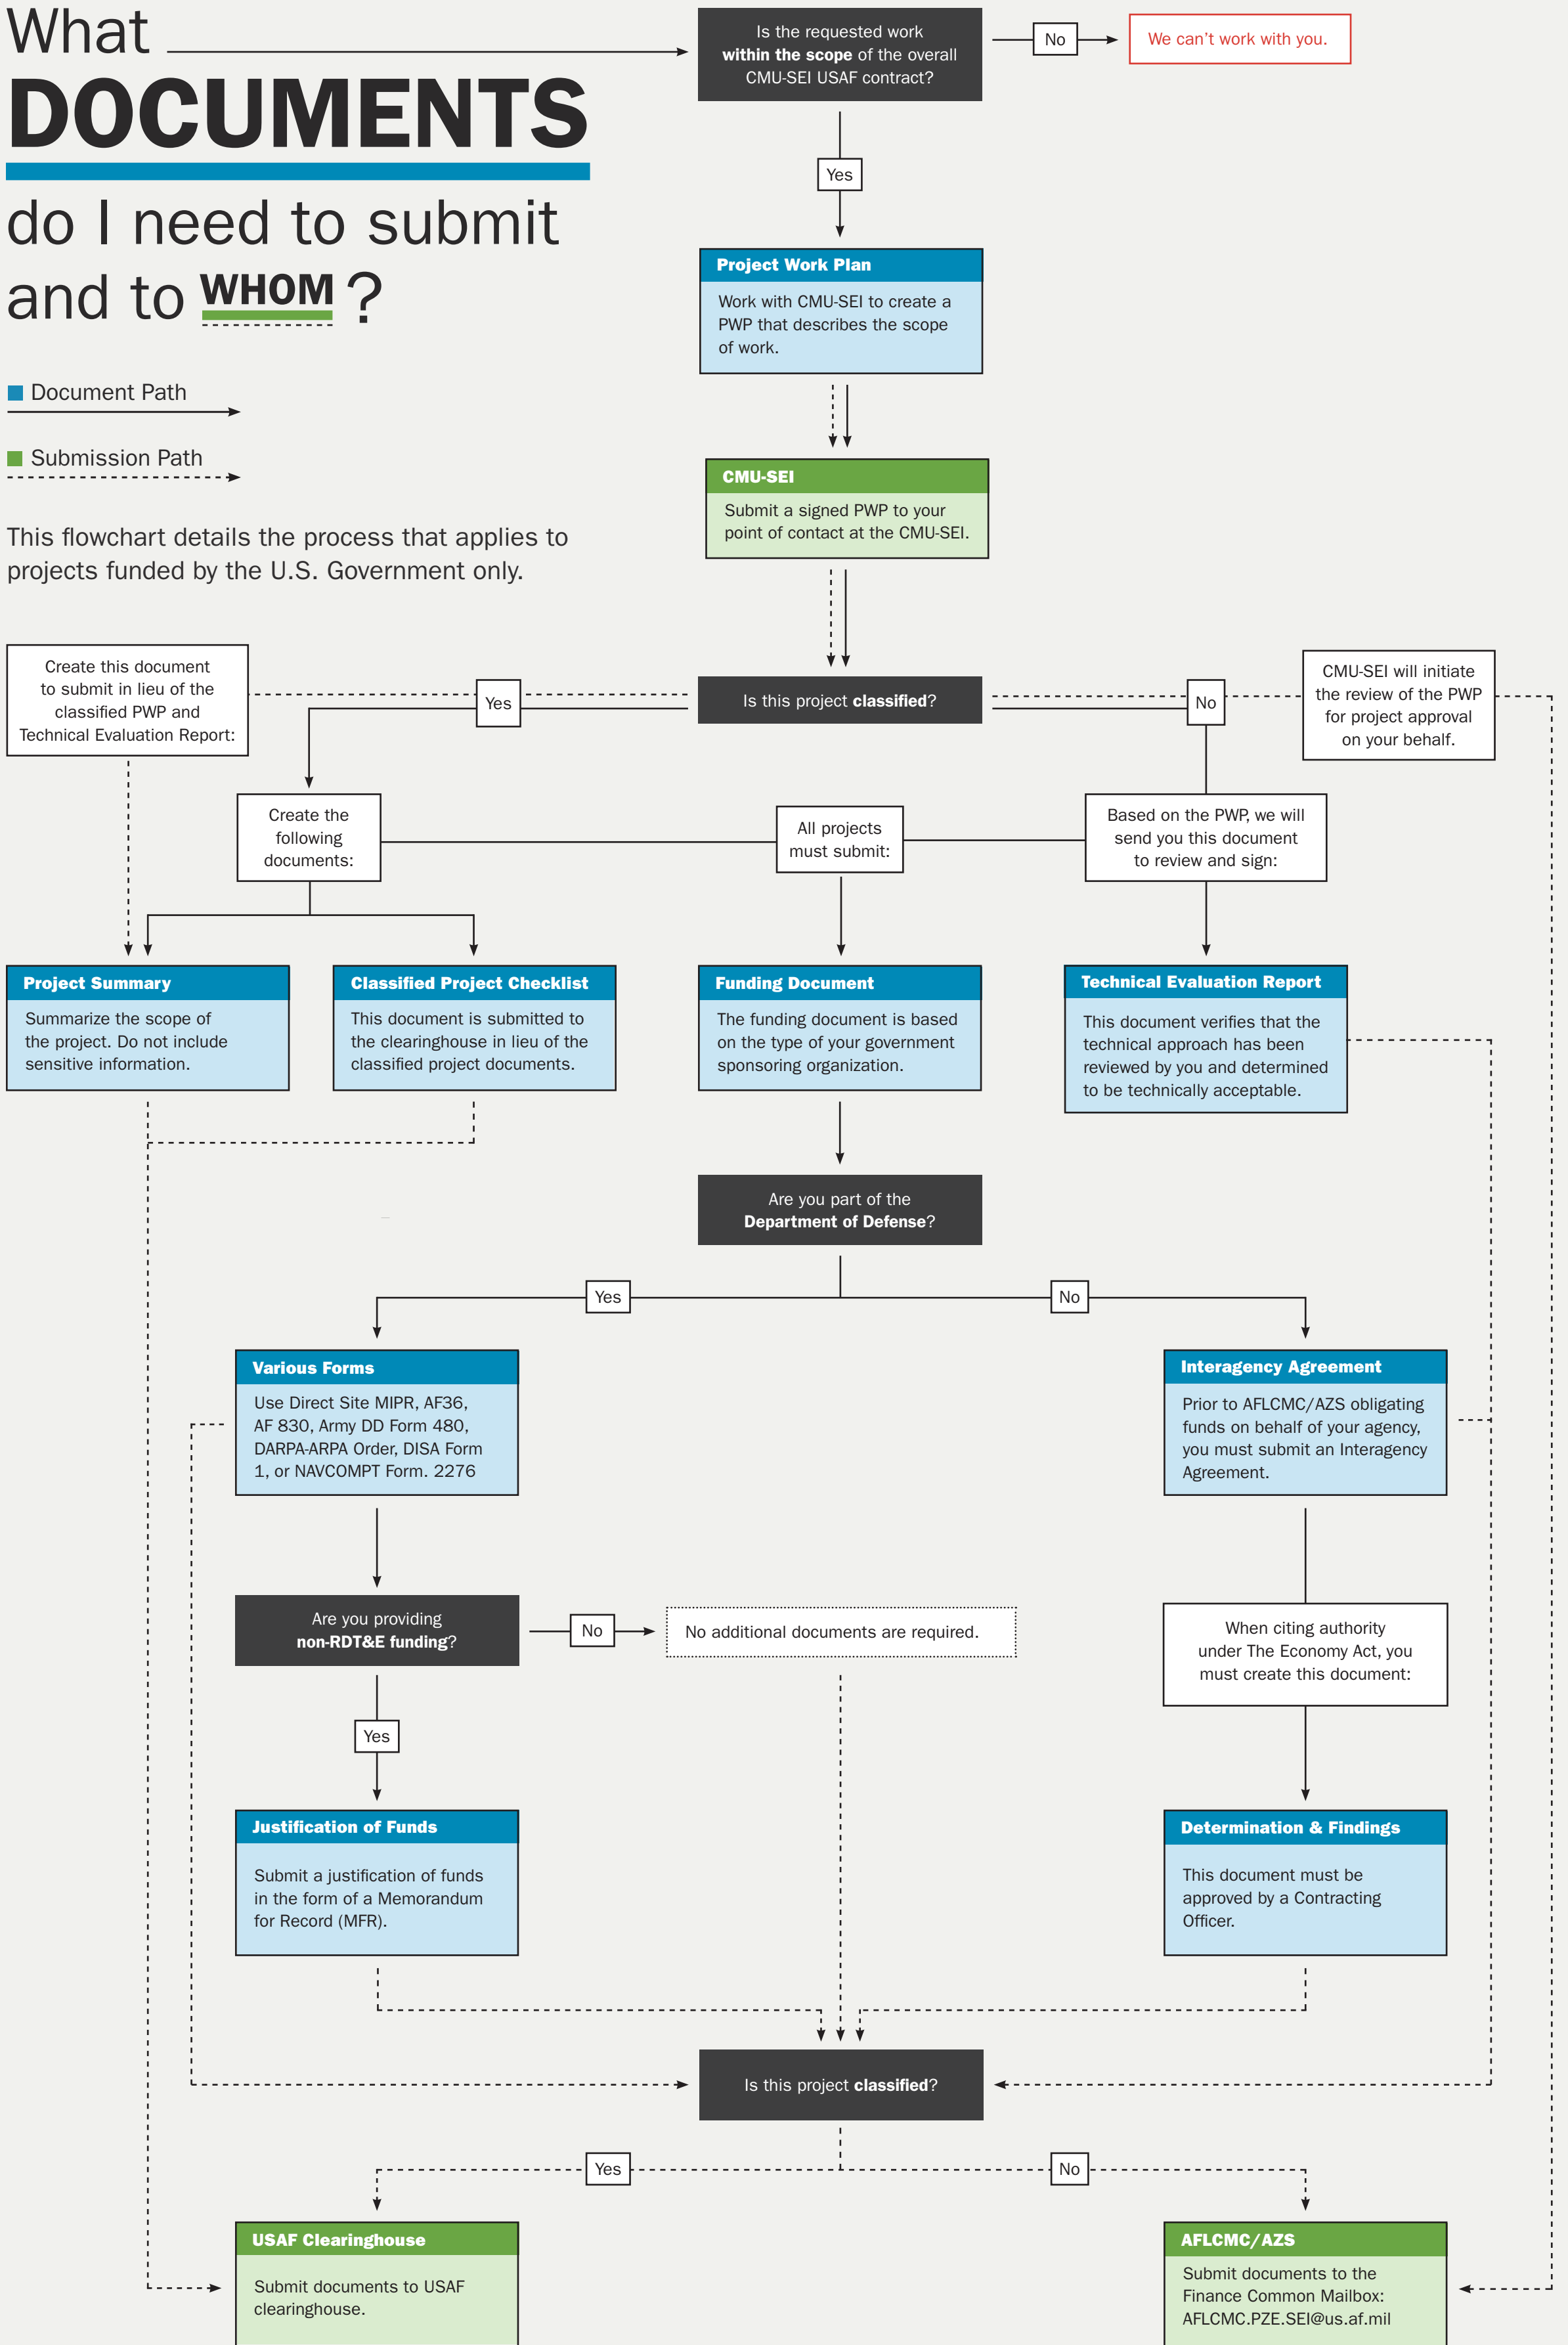 What
DOCUMENTS
do I need to submit
and to WHOM?
Document Path
Submission Path
This flowchart details the process that applies to
projects funded by the U.S. Government only.
Is the requested work
within the scope of the overall
CMU-SEI USAF contract?
No
We can't work with you.
Yes
Project Work Plan
Work with CMU-SEI to create a
PWP that describes the scope
of work.
CMU-SEI
Submit a signed PWP to your
point of contact at the CMU-SEI.
Create this document
to submit in lieu of the
classified PWP and
Technical Evaluation Report:
Yes
Is this project classified?
No
CMU-SEI will initiate
the review of the PWP
for project approval
on your behalf.
Create the
following
documents:
All projects
must submit:
Based on the PWP, we will
send you this document
to review and sign:
Project Summary
Summarize the scope of
the project. Do not include
sensitive information.
Classified Project Checklist
This document is submitted to
the clearinghouse in lieu of the
classified project documents.
Funding Document
The funding document is based
on the type of your government
sponsoring organization.
Technical Evaluation Report
This document verifies that the
technical approach has been
reviewed by you and determined
to be technically acceptable.
Are you part of the
Department of Defense?
Yes
No
Various Forms
Use Direct Site MIPR, AF36,
AF 830, Army DD Form 480,
DARPA-ARPA Order, DISA Form
1, or NAVCOMPT Form. 2276
Interagency Agreement
Prior to AFLCMC/AZS obligating
funds on behalf of your agency,
you must submit an Interagency
Agreement.
Are you providing
non-RDT&E funding?
No
No additional documents are required.
When citing authority
under The Economy Act, you
must create this document:
Yes
Justification of Funds
Submit a justification of funds
in the form of a Memorandum
for Record (MFR).
Determination & Findings
This document must be
approved by a Contracting
Officer.
Is this project classified?
Yes
No
USAF Clearinghouse
Submit documents to USAF
clearinghouse.
AFLCMC/AZS
Submit documents to the
Finance Common Mailbox:
AFLCMC.PZE.SEI@us.af.mil